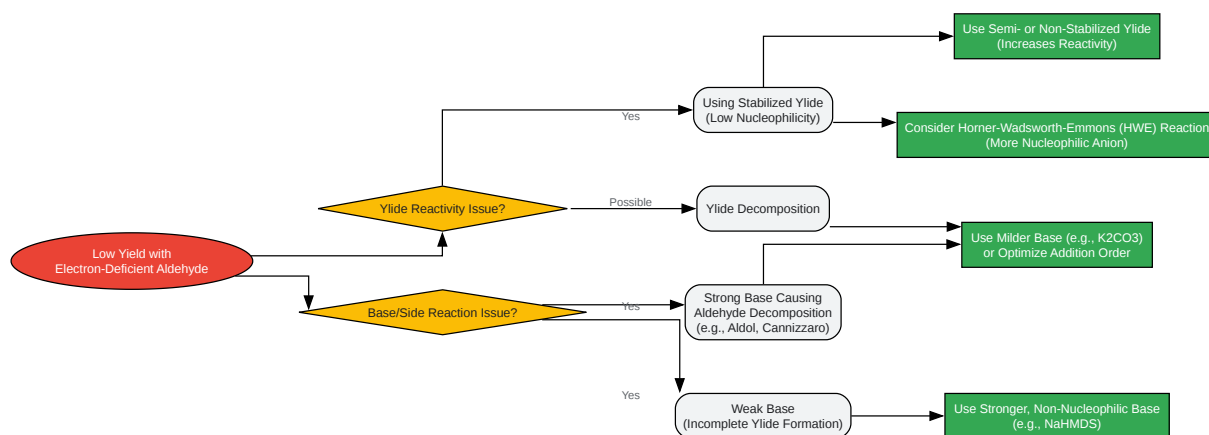 Use Semi- or Non-Stabilized Ylide
(Increases Reactivity)
Using Stabilized Ylide
(Low Nucleophilicity)
Yes
Consider Horner-Wadsworth-Emmons (HWE) Reaction
(More Nucleophilic Anion)
Ylide Reactivity Issue?
Possible
Ylide Decomposition
Low Yield with
Electron-Deficient Aldehyde
Use Milder Base (e.g., K2CO3)
or Optimize Addition Order
Base/Side Reaction Issue?
Yes
Strong Base Causing
Aldehyde Decomposition
(e.g., Aldol, Cannizzaro)
Yes
Weak Base
(Incomplete Ylide Formation)
Use Stronger, Non-Nucleophilic Base
(e.g., NaHMDS)